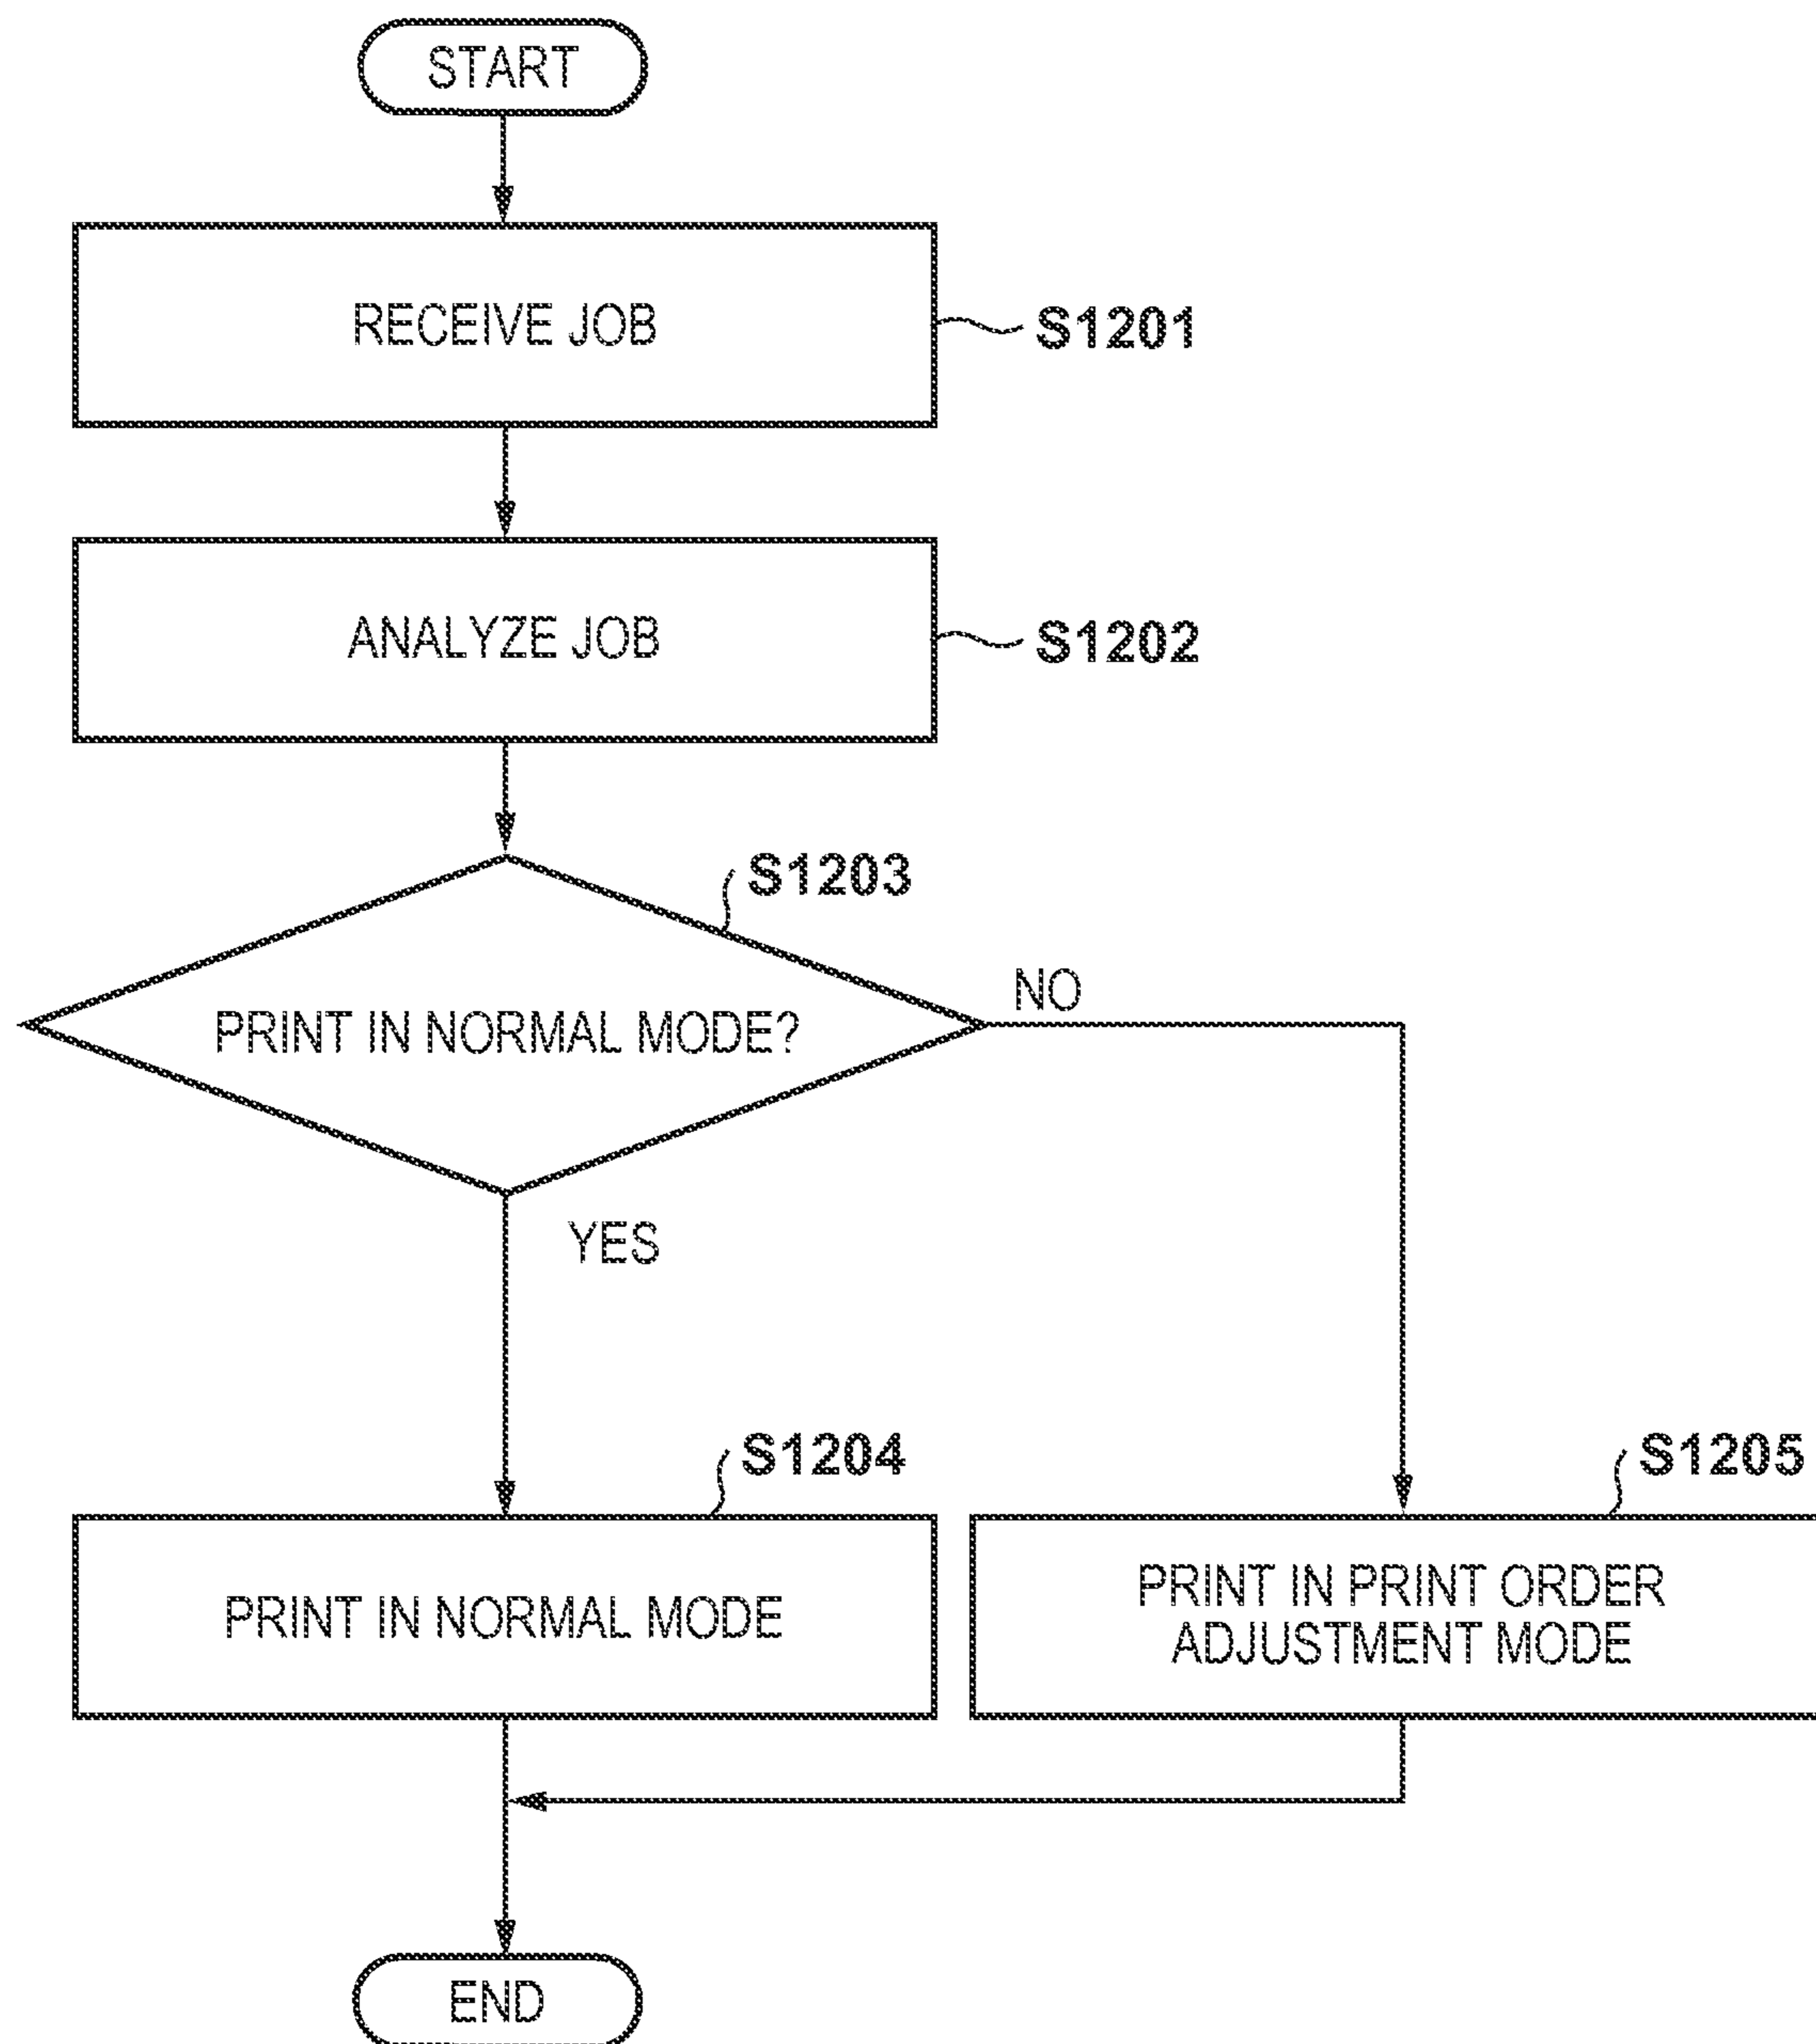 START
RECEIVE JOB
S1201
ANALYZE JOB
S1202
S1203
PRINT IN NORMAL MODE?
NO
YES
S1204
PRINT IN NORMAL MODE
S1205
PRINT IN PRINT ORDER
ADJUSTMENT MODE
END